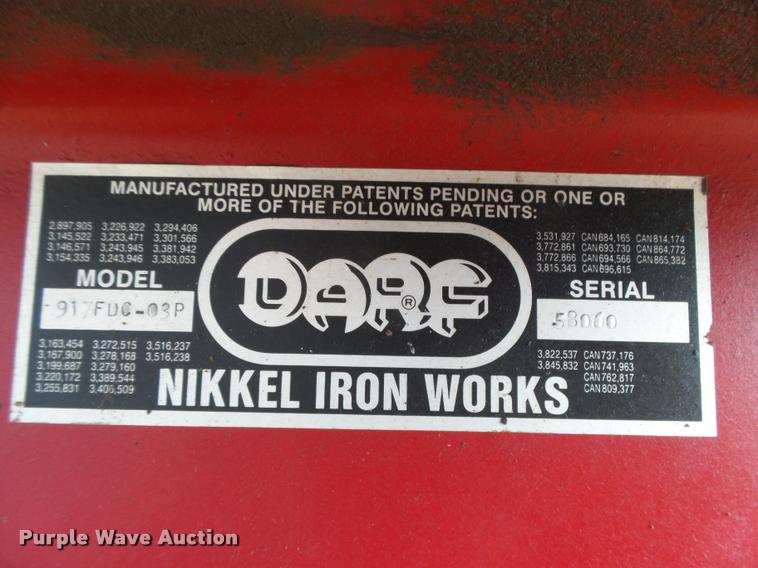 MANUFACTURED UNDER PATENTS PENDING OR ONE OR
MORE OF THE FOLLOWING PATENTS:
2,897,905 3,226,922 3,294,406
3,145,522 3,233,471 3,301,566
3,146,571 3,243,945 3,381,942
3,154,335 3,243,946 3,383,053
3,531,927 CAN684,165 CAN814,174
3,772,861 CAN693,730 CAN864,772
3,772,866 CAN694,566 CAN865,382
3,815,343 CAN696,615
MODEL
917FDC-03P
DARF®
SERIAL
58060
3,163,454 3,272,515 3,516,237
3,167,900 3,278,168 3,516,238
3,199,687 3,279,160
3,220,172 3,389,544
3,255,831 3,406,509
3,822,537 CAN737,176
3,845,832 CAN741,963
CAN762,817
CAN809,377
NIKKEL IRON WORKS
Purple Wave Auction